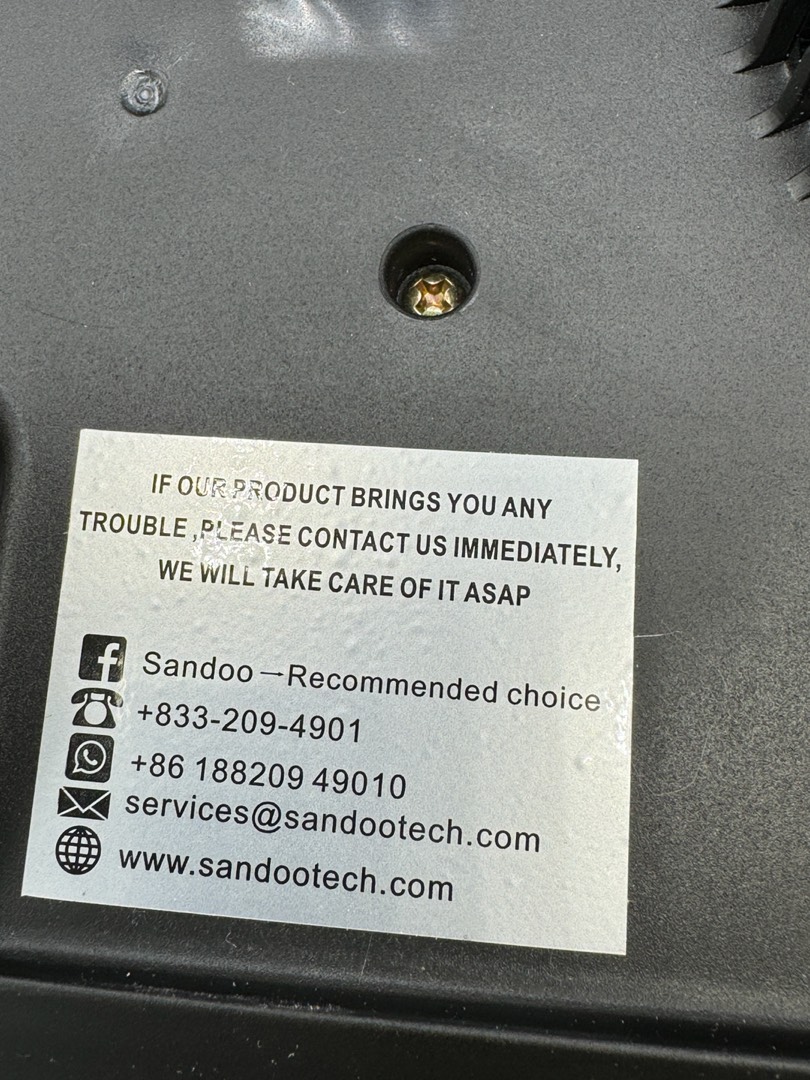 IF OUR PRODUCT BRINGS YOU ANY
TROUBLE ,PLEASE CONTACT US IMMEDIATELY,
WE WILL TAKE CARE OF IT ASAP
Sandoo—Recommended choice
+833-209-4901
+86 188209 49010
services@sandootech.com
www.sandootech.com